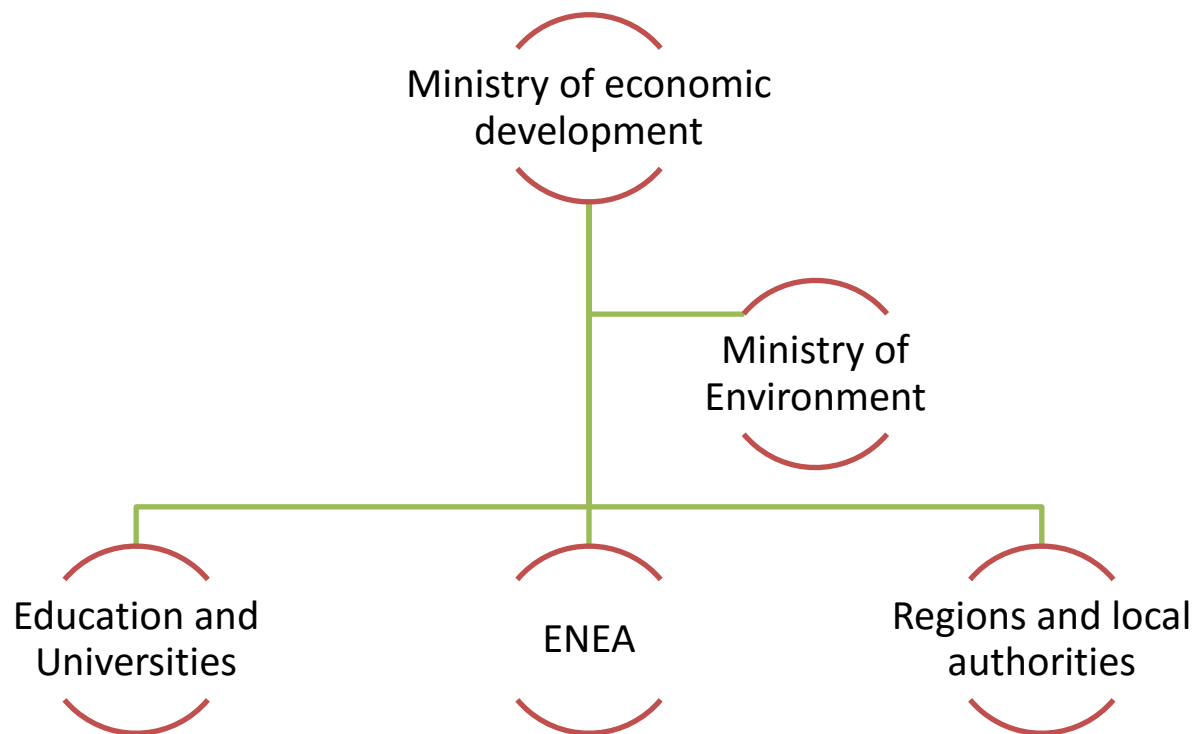 Ministry of economic
development
Ministry of
Environment
Education and
Universities
ENEA
Regions and local
authorities